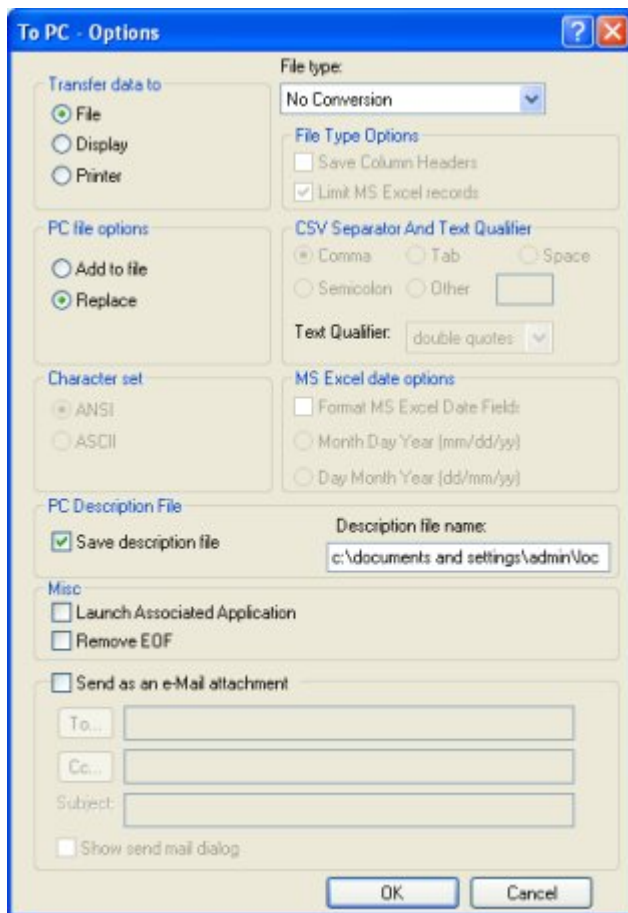 To PC - Options
File type:
Transfer data to
File
Display
Printer
No Conversion
File Type Options
Save Column Headers
Limit MS Excel records
PC file options
Add to file
Replace
CSV Separator And Text Qualifier
Comma Tab Space
Semicolon Other
Text Qualifier: double quotes
Character set
ANSI
ASCII
MS Excel date options
Format MS Excel Date Fields
Month Day Year (mm/dd/yy)
Day Month Year (dd/mm/yy)
PC Description File
Save description file
Description file name:
c:\documents and settings\admin\loc
Misc
Launch Associated Application
Remove EOF
Send as an e-Mail attachment
To...
Cc...
Subject:
Show send mail dialog
OK Cancel